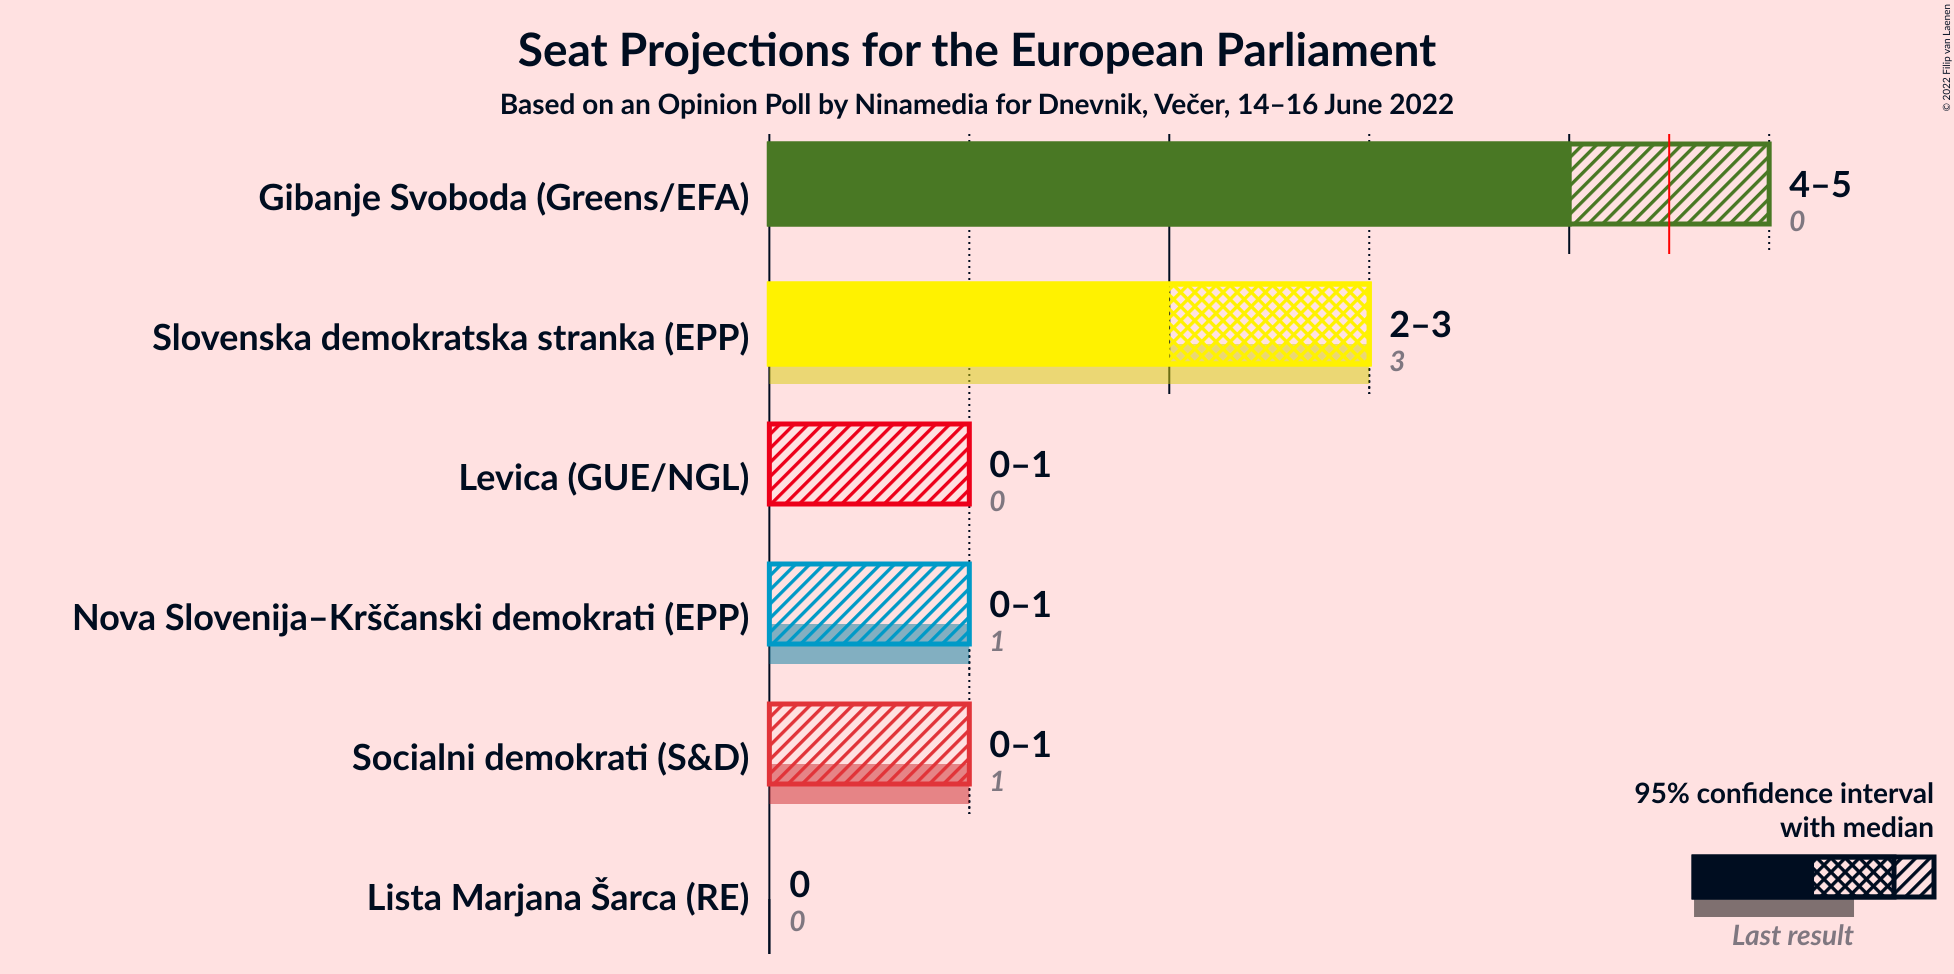 Seat Projections for the European Parliament
Based on an Opinion Poll by Ninamedia for Dnevnik, Večer, 14–16 June 2022
© 2022 Filip van Laenen
Gibanje Svoboda (Greens/EFA)
4–5
0
Slovenska demokratska stranka (EPP)
2–3
3
Levica (GUE/NGL)
0–1
0
Nova Slovenija–Krščanski demokrati (EPP)
0–1
1
Socialni demokrati (S&D)
0–1
1
Lista Marjana Šarca (RE)
0
0
95% confidence interval
with median
Last result